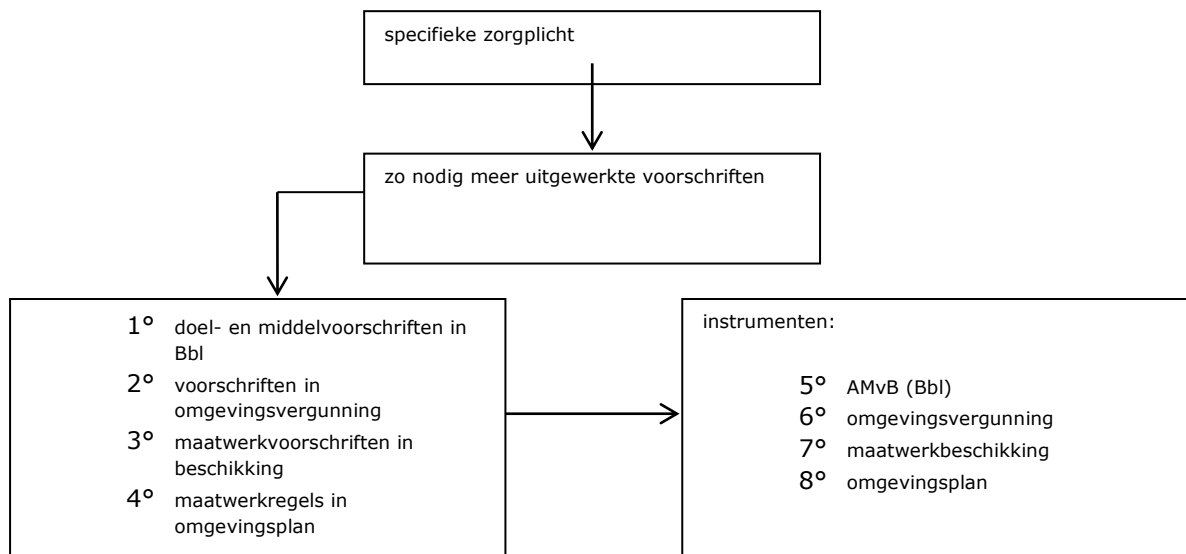 specifieke zorgplicht
zo nodig meer uitgewerkte voorschriften
1° doel- en middelvoorschriften in
Bbl
2° voorschriften in
omgevingsvergunning
3° maatwerkvoorschriften in
beschikking
4° maatwerkregels in
omgevingsplan
instrumenten:
5° AMvB (Bbl)
6° omgevingsvergunning
7° maatwerkbeschikking
8° omgevingsplan